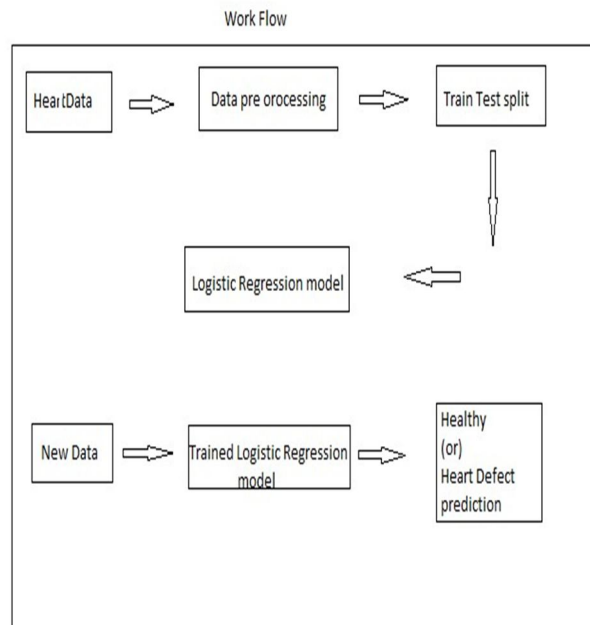 Work Flow
HeartData
Data pre orocessing
Train Test split
Logistic Regression model
New Data
Trained Logistic Regression
model
Healthy
(or)
Heart Defect
prediction